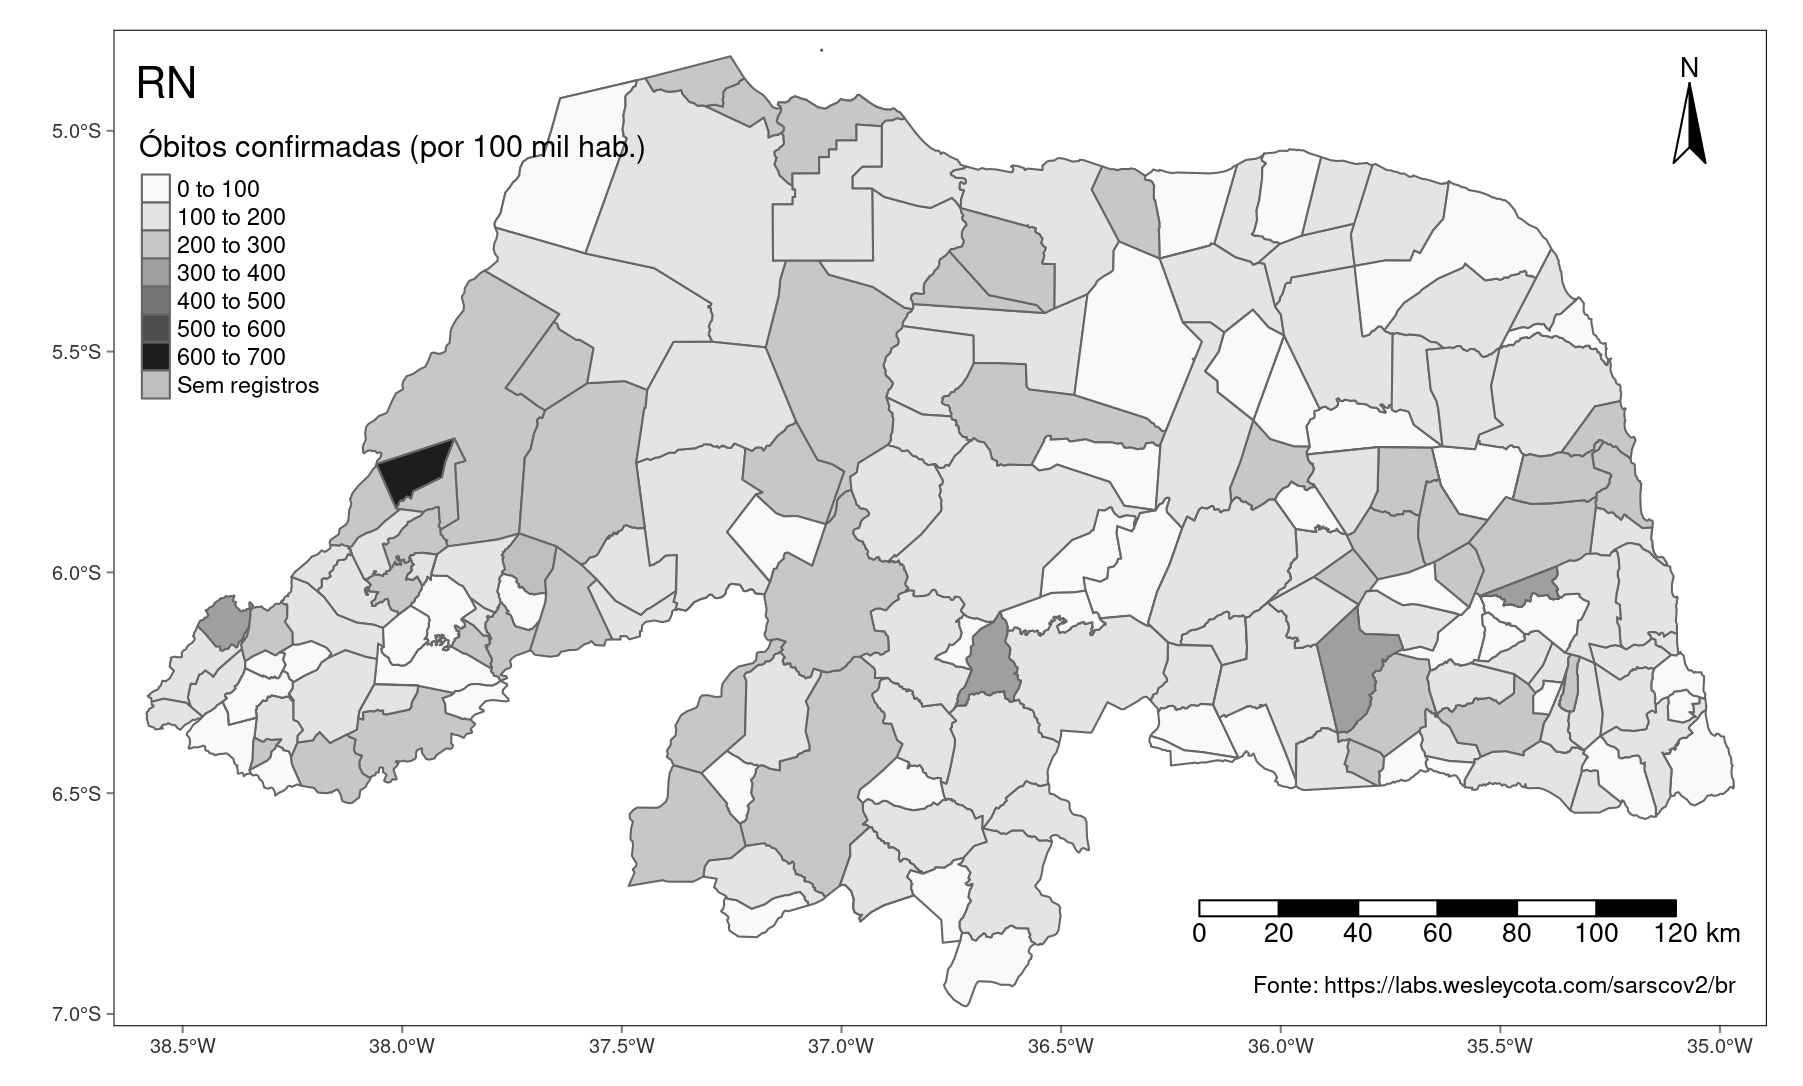 RN
N
Óbitos confirmadas (por 100 mil hab.)
0 to 100
100 to 200
200 to 300
300 to 400
400 to 500
500 to 600
600 to 700
Sem registros
5.0°S
5.5°S
6.0°S
6.5°S
7.0°S
0 20 40 60 80 100 120 km
Fonte: https://labs.wesleycota.com/sarscov2/br
38.5°W 38.0°W 37.5°W 37.0°W 36.5°W 36.0°W 35.5°W 35.0°W